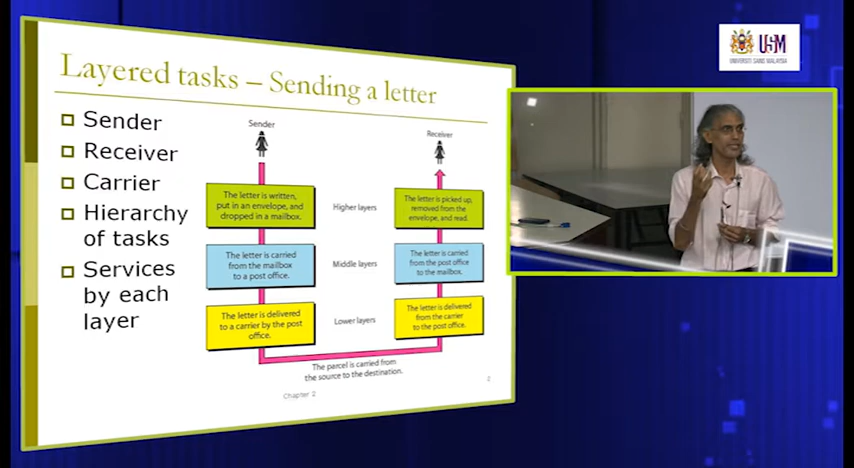 USM
UNIVERSITI SAINS MALAYSIA
Layered tasks – Sending a letter
Sender
Receiver
Carrier
Hierarchy
of tasks
Services
by each
layer
Sender
Receiver
The letter is written,
put in an envelope, and
dropped in a mailbox.
Higher layers
The letter is picked up,
removed from the
envelope, and read.
The letter is carried
from the mailbox
to a post office.
Middle layers
The letter is carried
from the post office
to the mailbox.
The letter is delivered
to a carrier by the post
office.
Lower layers
The letter is delivered
from the carrier
to the post office.
The parcel is carried from
the source to the destination.
Chapter 2
2